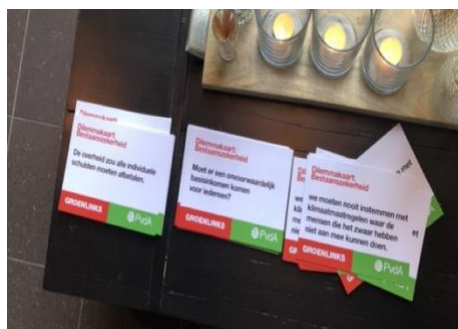 Dilemmakaart:
Bestaanszekerheid
De overheid zou alle individuele
schulden moeten afbetalen.
GROENLINKS
PvdA
Dilemmakaart:
Bestaanszekerheid
Moet er een onvoorwaardelijk
basisinkomen komen
voor iedereen?
GROENLINKS
PvdA
Dilemmakaart:
Bestaanszekerheid
we moeten nooit instemmen met
klimaatmaatregelen waar de
mensen die het zwaar hebben
niet aan mee kunnen doen.
GROENLINKS
PvdA
met
et